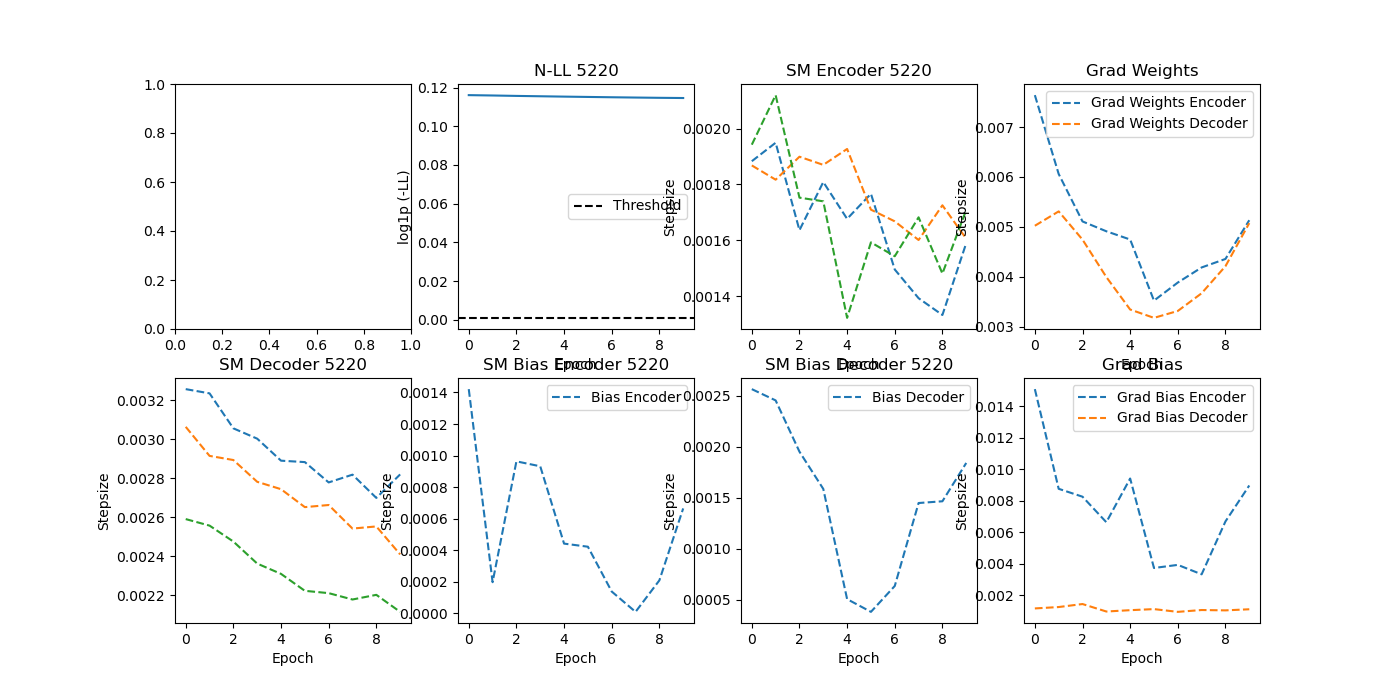 N-LL 5220
SM Encoder 5220
Grad Weights
1.0
0.8
0.6
0.4
0.2
0.0
0.0 0.2 0.4 0.6 0.8 1.0
log1p (-LL)
0.12
0.10
0.08
0.06
0.04
0.02
0.00
Threshold
0 2 4 6 8
Epoch
Stepsize
0.0020
0.0018
0.0016
0.0014
0 2 4 6 8
Epoch
Stepsize
0.007
0.006
0.005
0.004
0.003
Grad Weights Encoder
Grad Weights Decoder
0 2 4 6 8
Epoch
SM Decoder 5220
SM Bias Encoder 5220
SM Bias Decoder 5220
Grad Bias
Stepsize
0.0032
0.0030
0.0028
0.0026
0.0024
0.0022
0 2 4 6 8
Epoch
Stepsize
0.0014
0.0012
0.0010
0.0008
0.0006
0.0004
0.0002
0.0000
Bias Encoder
0 2 4 6 8
Epoch
Stepsize
0.0025
0.0020
0.0015
0.0010
0.0005
Bias Decoder
0 2 4 6 8
Epoch
Stepsize
0.014
0.012
0.010
0.008
0.006
0.004
0.002
Grad Bias Encoder
Grad Bias Decoder
0 2 4 6 8
Epoch